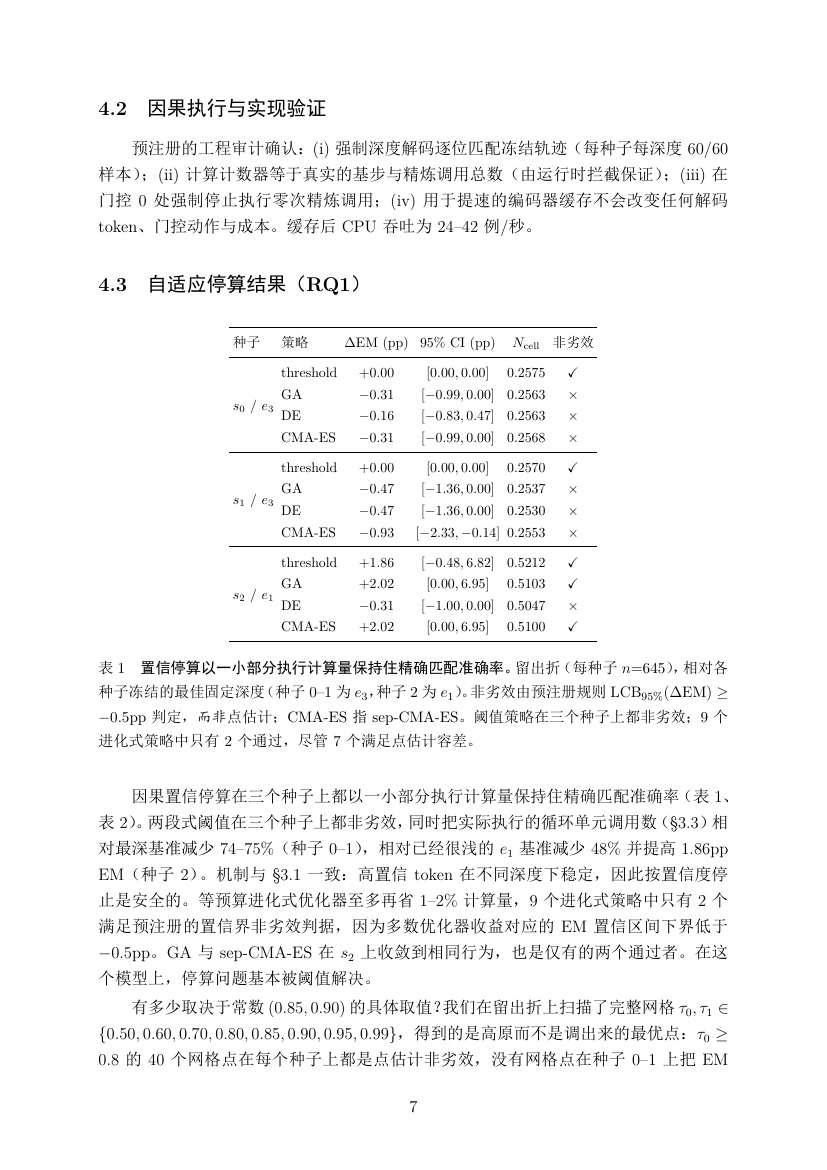 4.2 因果执行与实现验证
预注册的工程审计确认：(i) 强制深度解码逐位匹配冻结轨迹（每种子每深度 60/60
样本）；(ii) 计算计数器等于真实的基步与精炼调用总数（由运行时拦截保证）；(iii) 在
门控 0 处强制停止执行零次精炼调用；(iv) 用于提速的编码器缓存不会改变任何解码
token、门控动作与成本。缓存后 CPU 吞吐为 24–42 例/秒。
4.3 自适应停算结果（RQ1）
种子 策略 ΔEM (pp) 95% CI (pp) Ncell 非劣效
threshold +0.00 [0.00, 0.00] 0.2575 ✓
GA −0.31 [−0.99, 0.00] 0.2563 ×
s0 / e3
DE −0.16 [−0.83, 0.47] 0.2563 ×
CMA-ES −0.31 [−0.99, 0.00] 0.2568 ×
threshold +0.00 [0.00, 0.00] 0.2570 ✓
GA −0.47 [−1.36, 0.00] 0.2537 ×
s1 / e3
DE −0.47 [−1.36, 0.00] 0.2530 ×
CMA-ES −0.93 [−2.33, −0.14] 0.2553 ×
threshold +1.86 [−0.48, 6.82] 0.5212 ✓
GA +2.02 [0.00, 6.95] 0.5103 ✓
s2 / e1
DE −0.31 [−1.00, 0.00] 0.5047 ×
CMA-ES +2.02 [0.00, 6.95] 0.5100 ✓
表 1 置信停算以一小部分执行计算量保持住精确匹配准确率。留出折（每种子 n=645），相对各
种子冻结的最佳固定深度（种子 0–1 为 e3，种子 2 为 e1）。非劣效由预注册规则 LCB95%(ΔEM) ≥
−0.5pp 判定，而非点估计；CMA-ES 指 sep-CMA-ES。阈值策略在三个种子上都非劣效；9 个
进化式策略中只有 2 个通过，尽管 7 个满足点估计容差。
因果置信停算在三个种子上都以一小部分执行计算量保持住精确匹配准确率（表 1、
表 2）。两段式阈值在三个种子上都非劣效，同时把实际执行的循环单元调用数（§3.3）相
对最深基准减少 74–75%（种子 0–1），相对已经很浅的 e1 基准减少 48% 并提高 1.86pp
EM（种子 2）。机制与 §3.1 一致：高置信 token 在不同深度下稳定，因此按置信度停
止是安全的。等预算进化式优化器至多再省 1–2% 计算量，9 个进化式策略中只有 2 个
满足预注册的置信界非劣效判据，因为多数优化器收益对应的 EM 置信区间下界低于
−0.5pp。GA 与 sep-CMA-ES 在 s2 上收敛到相同行为，也是仅有的两个通过者。在这
个模型上，停算问题基本被阈值解决。
有多少取决于常数 (0.85, 0.90) 的具体取值？我们在留出折上扫描了完整网格 τ0, τ1 ∈
{0.50, 0.60, 0.70, 0.80, 0.85, 0.90, 0.95, 0.99}，得到的是高原而不是调出来的最优点：τ0 ≥
0.8 的 40 个网格点在每个种子上都是点估计非劣效，没有网格点在种子 0–1 上把 EM
7